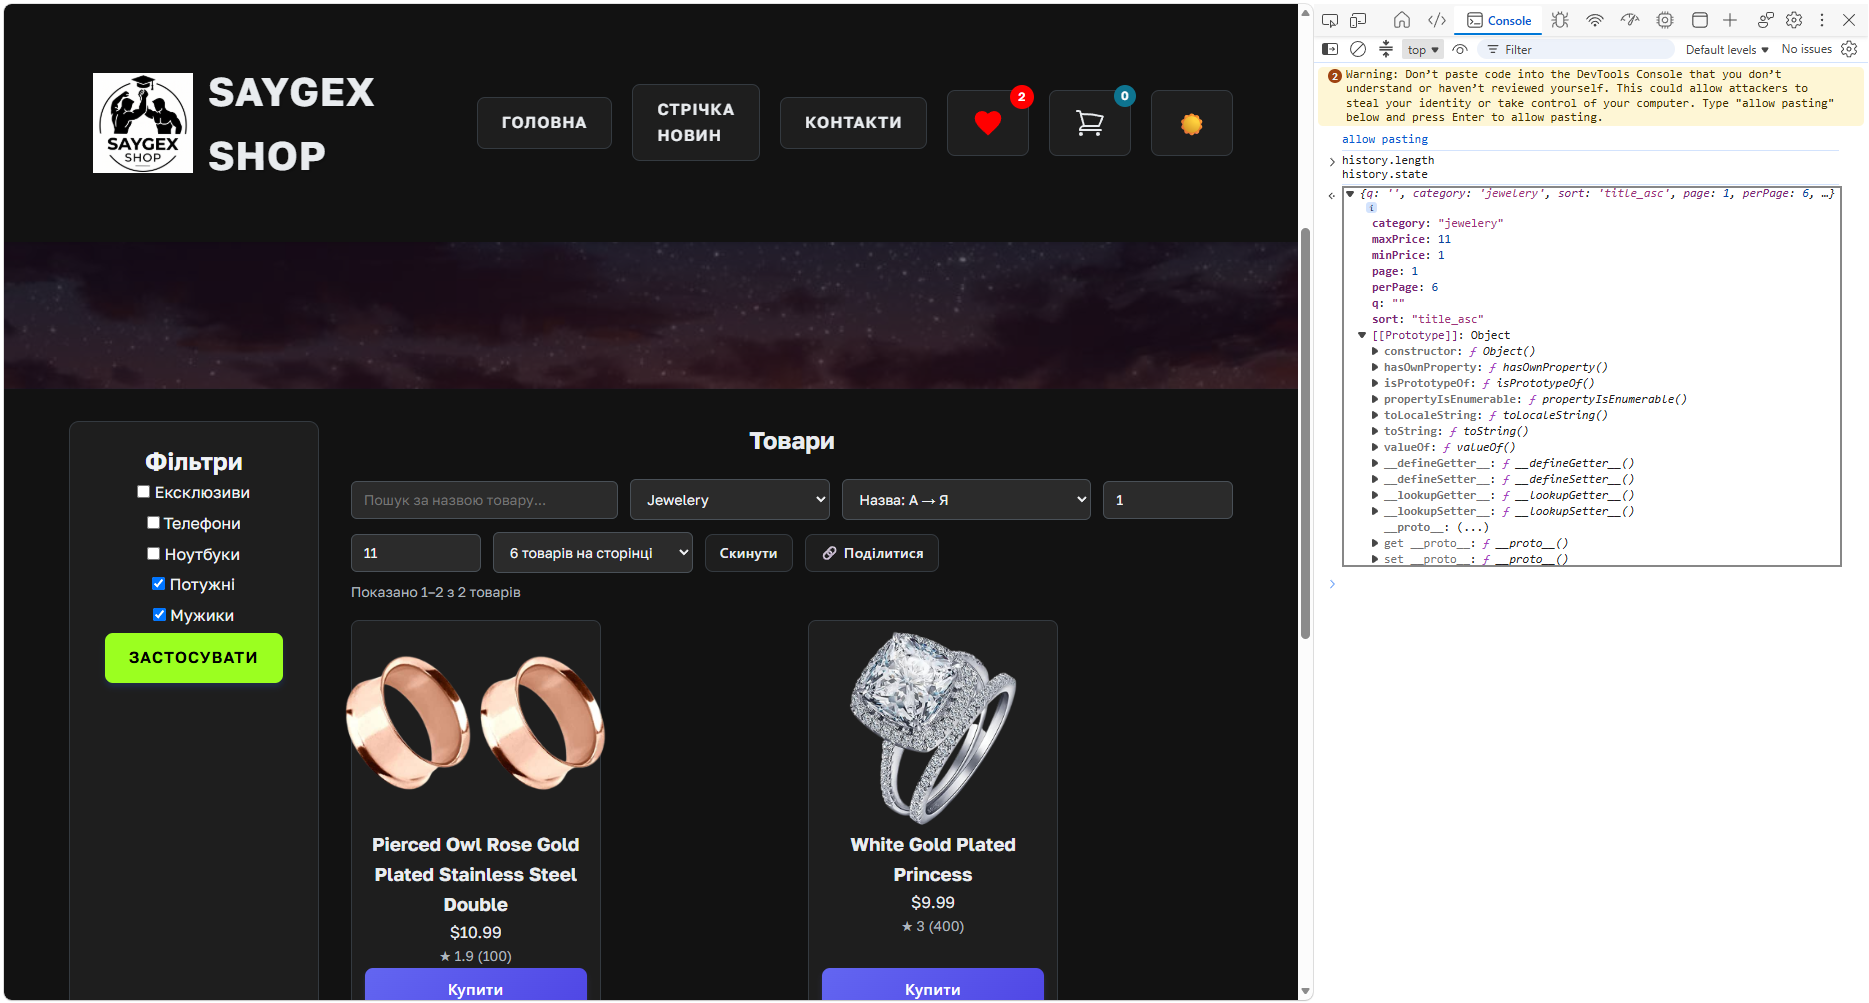 SAYGEX
SHOP
SAYGEX
SHOP
ГОЛОВНА
СТРІЧКА
НОВИН
КОНТАКТИ
2
0
Фільтри
Ексклюзиви
Телефони
Ноутбуки
Потужні
Мужики
ЗАСТОСУВАТИ
Товари
Пошук за назвою товару...
Jewelery
Назва: А → Я
1
11
6 товарів на сторінці
Скинути
Поділитися
Показано 1–2 з 2 товарів
Pierced Owl Rose Gold
Plated Stainless Steel
Double
$10.99
★ 1.9 (100)
Купити
White Gold Plated
Princess
$9.99
★ 3 (400)
Купити
Console
top
Filter
Default levels
No issues
2
Warning: Don’t paste code into the DevTools Console that you don’t
understand or haven’t reviewed yourself. This could allow attackers to
steal your identity or take control of your computer. Type "allow pasting"
below and press Enter to allow pasting.
allow pasting
history.length
history.state
{q: '', category: 'jewelery', sort: 'title_asc', page: 1, perPage: 6, …}
i
category: "jewelery"
maxPrice: 11
minPrice: 1
page: 1
perPage: 6
q: ""
sort: "title_asc"
[[Prototype]]: Object
constructor: ƒ Object()
hasOwnProperty: ƒ hasOwnProperty()
isPrototypeOf: ƒ isPrototypeOf()
propertyIsEnumerable: ƒ propertyIsEnumerable()
toLocaleString: ƒ toLocaleString()
toString: ƒ toString()
valueOf: ƒ valueOf()
__defineGetter__: ƒ __defineGetter__()
__defineSetter__: ƒ __defineSetter__()
__lookupGetter__: ƒ __lookupGetter__()
__lookupSetter__: ƒ __lookupSetter__()
__proto__: (...)
get __proto__: ƒ __proto__()
set __proto__: ƒ __proto__()